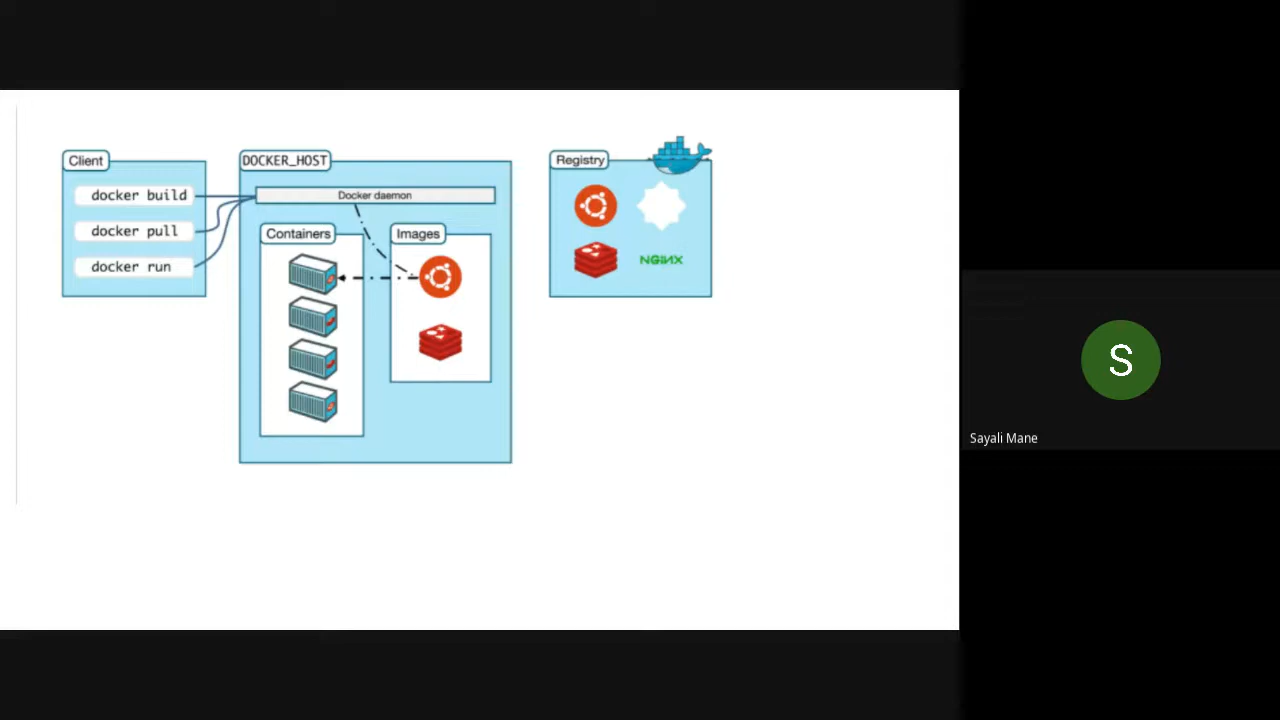 Client
docker build
docker pull
docker run
DOCKER_HOST
Docker daemon
Containers
Images
Registry
NGINX
S
Sayali Mane